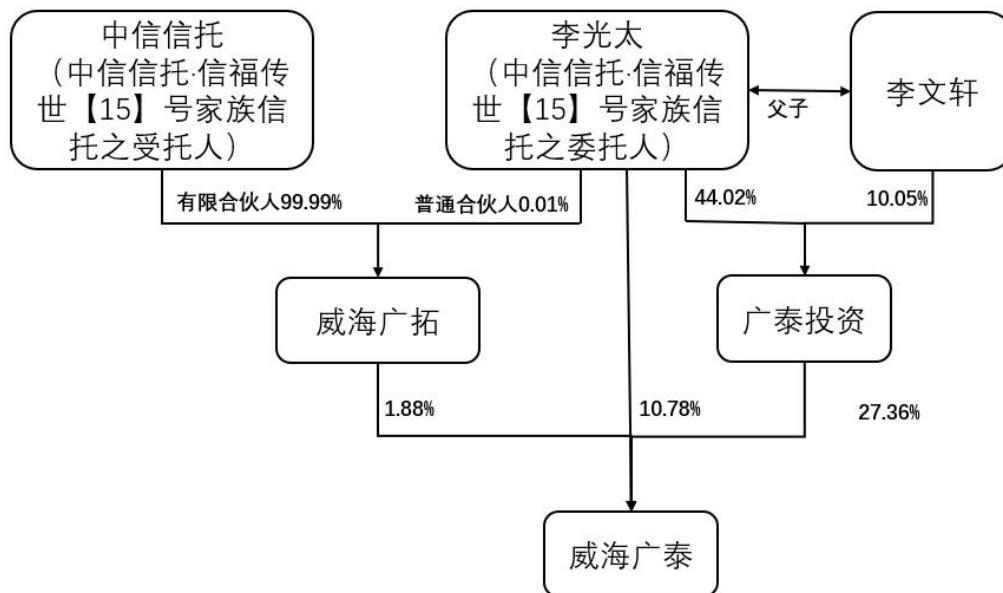 中信信托
（中信信托·信福传
世【15】号家族信
托之受托人）
李光太
（中信信托·信福传
世【15】号家族信
托之委托人）
父子
李文轩
有限合伙人99.99%
普通合伙人0.01%
44.02%
10.05%
威海广拓
广泰投资
1.88%
10.78%
27.36%
威海广泰